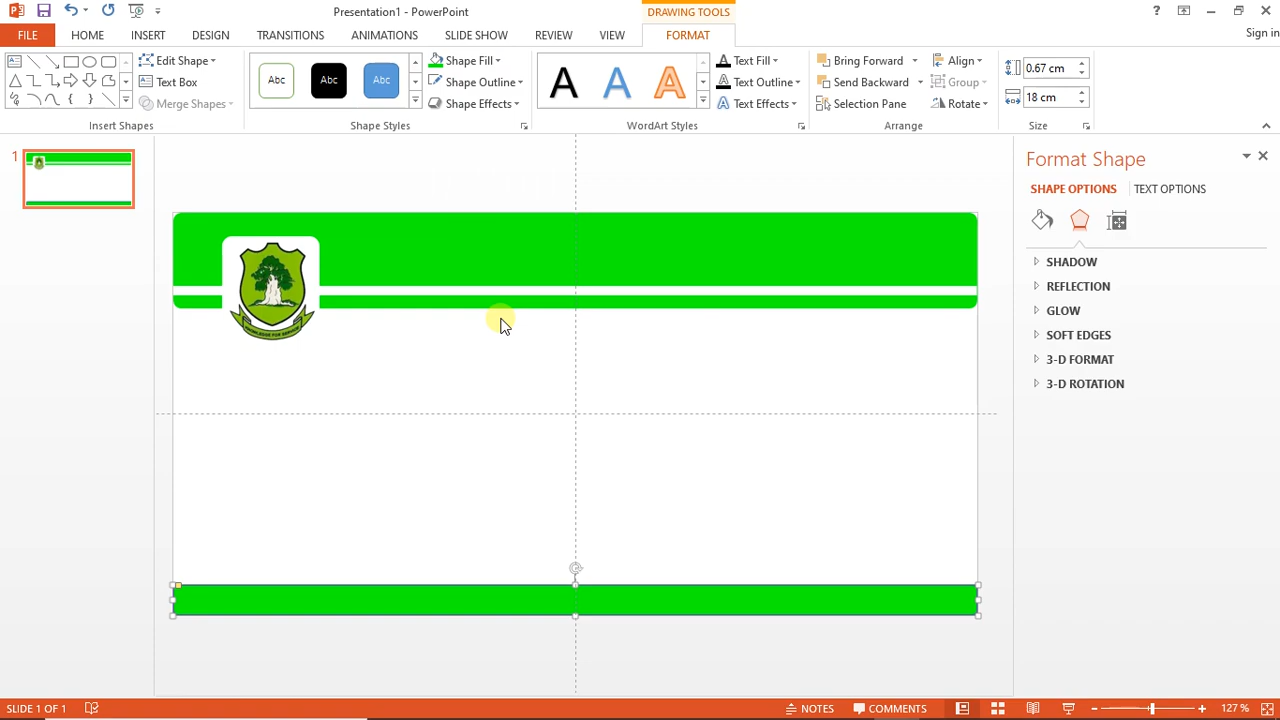 Presentation1 - PowerPoint
DRAWING TOOLS
Sign in
FILE HOME INSERT DESIGN TRANSITIONS ANIMATIONS SLIDE SHOW REVIEW VIEW FORMAT
Edit Shape
Text Box
Merge Shapes
Insert Shapes
Abc Abc Abc
Shape Fill
Shape Outline
Shape Effects
Shape Styles
A A A
Text Fill
Text Outline
Text Effects
WordArt Styles
Bring Forward
Send Backward
Selection Pane
Align
Group
Rotate
Arrange
0.67 cm
18 cm
Size
1
KNOWLEDGE FOR SERVICE
Format Shape
SHAPE OPTIONS TEXT OPTIONS
SHADOW
REFLECTION
GLOW
SOFT EDGES
3-D FORMAT
3-D ROTATION
SLIDE 1 OF 1
NOTES
COMMENTS
127 %